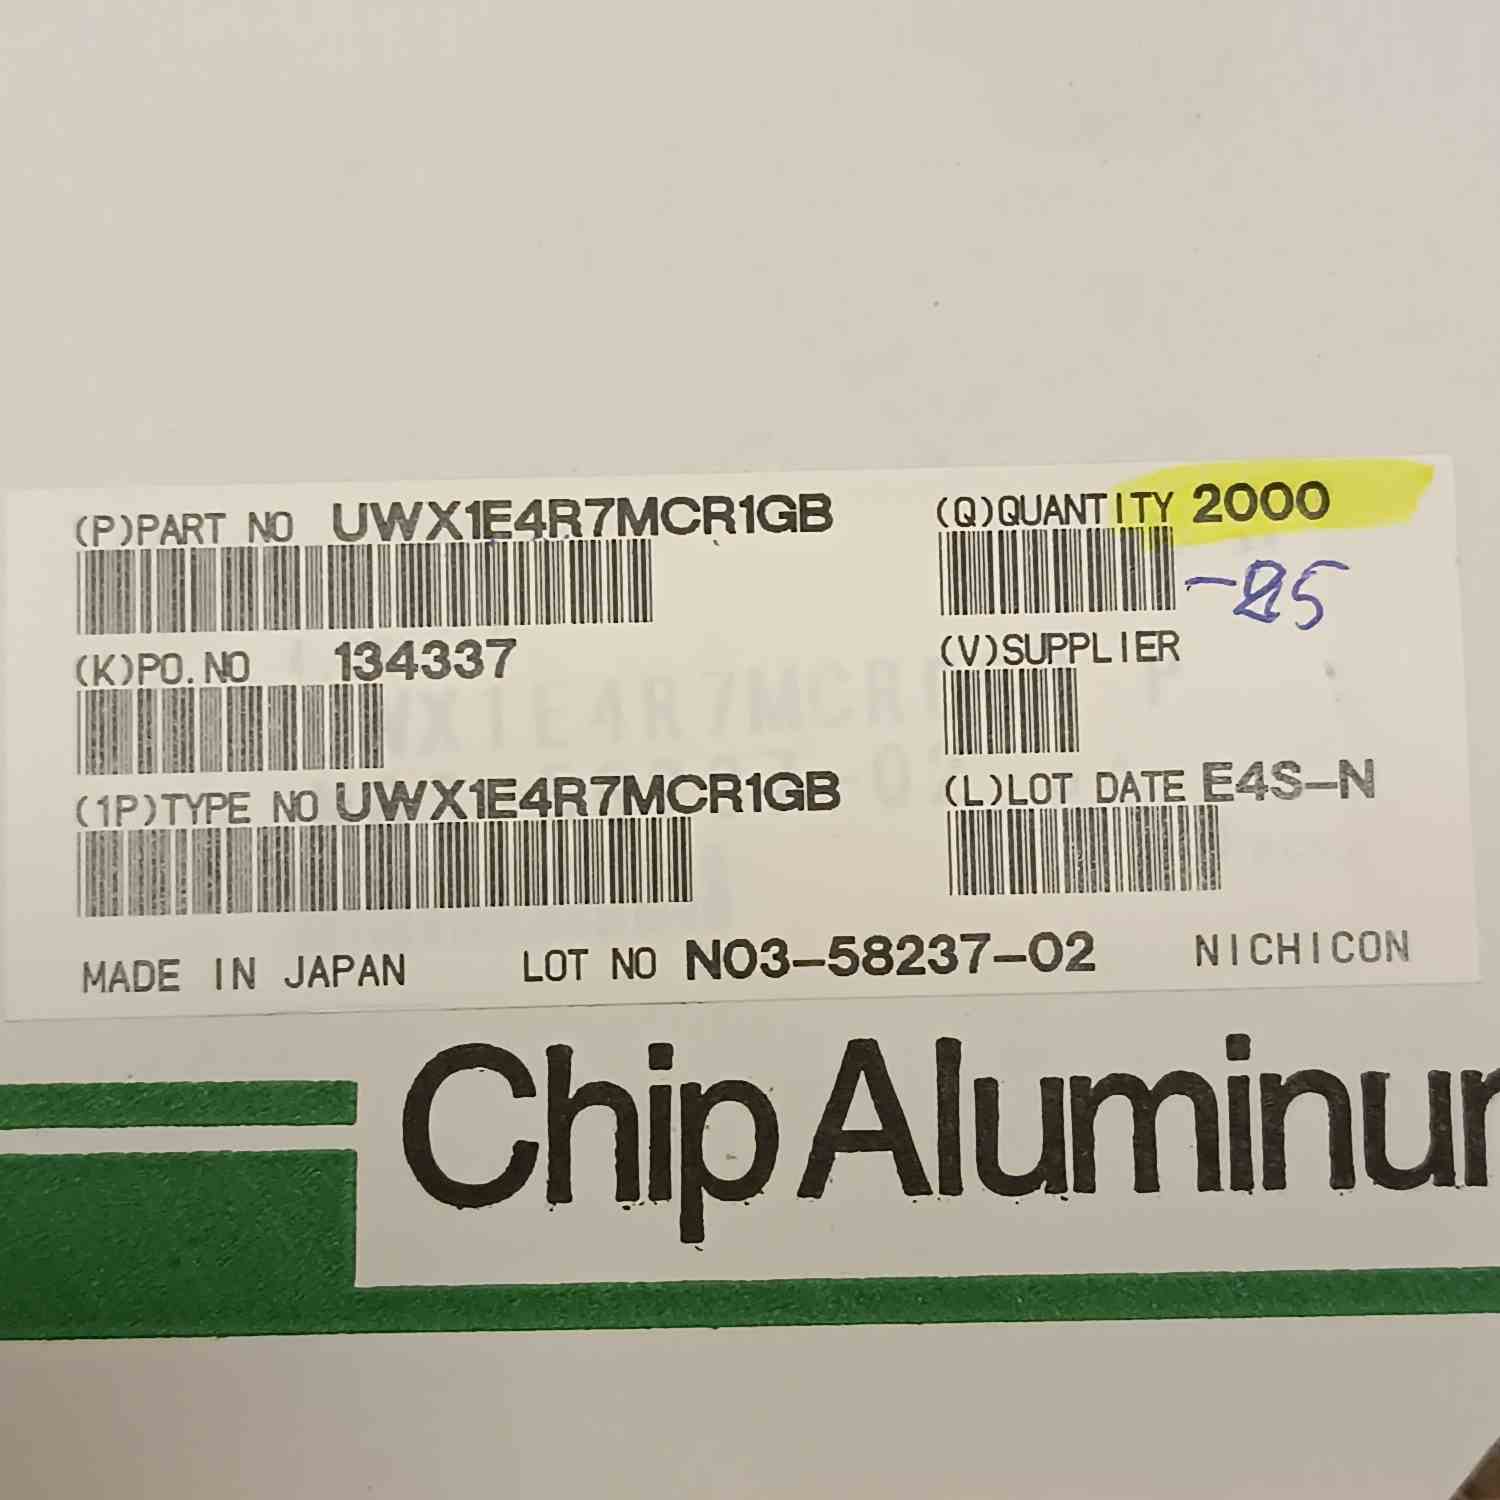 (P)PART NO UWX1E4R7MCR1GB
(Q)QUANTITY 2000
(K)PO.NO 134337
(V)SUPPLIER
(1P)TYPE NO UWX1E4R7MCR1GB
(L)LOT DATE E4S-N
MADE IN JAPAN LOT NO N03-58237-02 NICHICON
Chip Aluminu